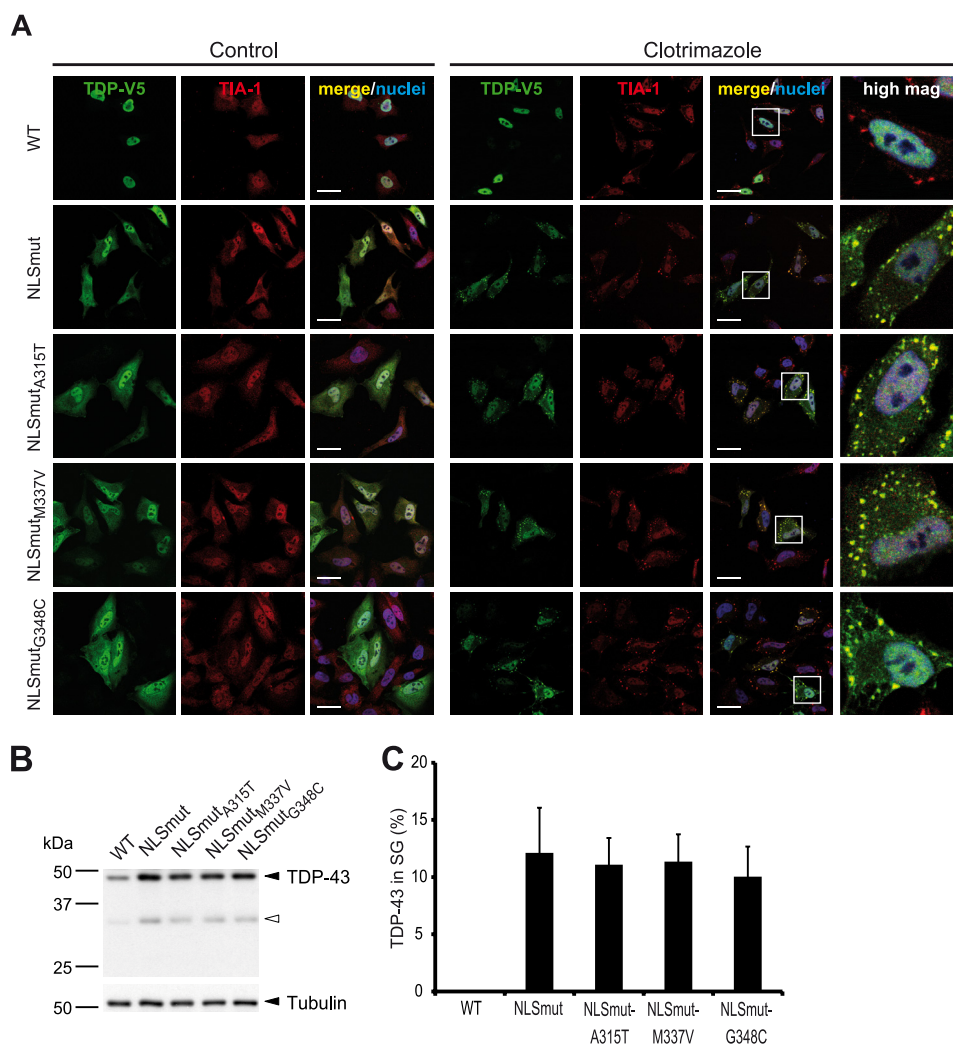 A
Control Clotrimazole
TDP-V5 TIA-1 merge/nuclei TDP-V5 TIA-1 merge/nuclei high mag
WT
NLSmut
NLSmutA315T
NLSmutM337V
NLSmutG348C
B
kDa WT NLSmut NLSmutA315T NLSmutM337V NLSmutG348C
50 TDP-43
37
25
50 Tubulin
C
TDP-43 in SG (%)
20
15
10
5
0
WT NLSmut NLSmut- NLSmut- NLSmut-
A315T M337V G348C